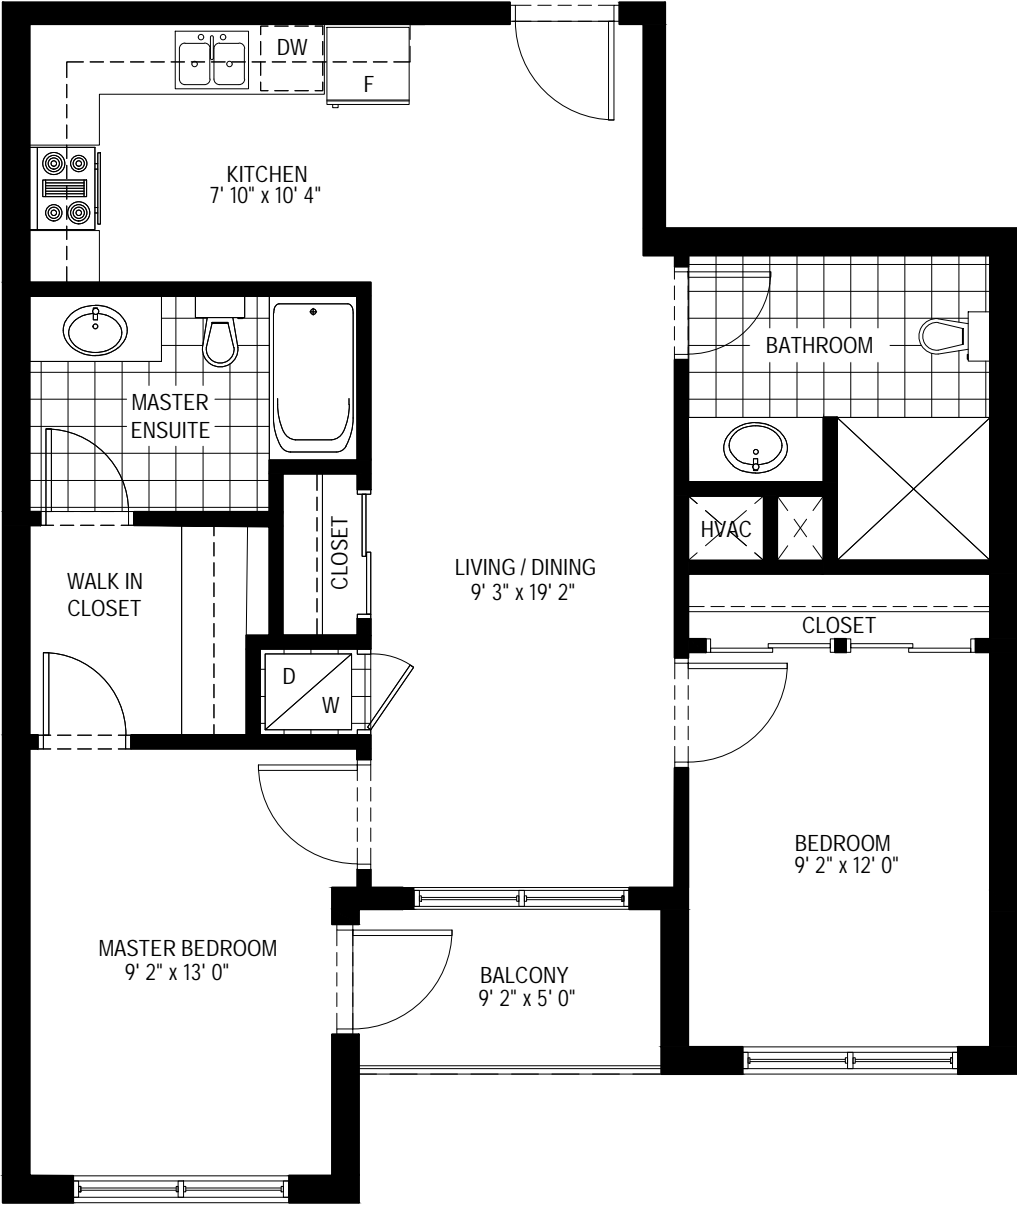 DW
F
KITCHEN
7' 10" x 10' 4"
BATHROOM
MASTER
ENSUITE
HVAC
CLOSET
LIVING / DINING
9' 3" x 19' 2"
WALK IN
CLOSET
CLOSET
D
W
BEDROOM
9' 2" x 12' 0"
MASTER BEDROOM
9' 2" x 13' 0"
BALCONY
9' 2" x 5' 0"